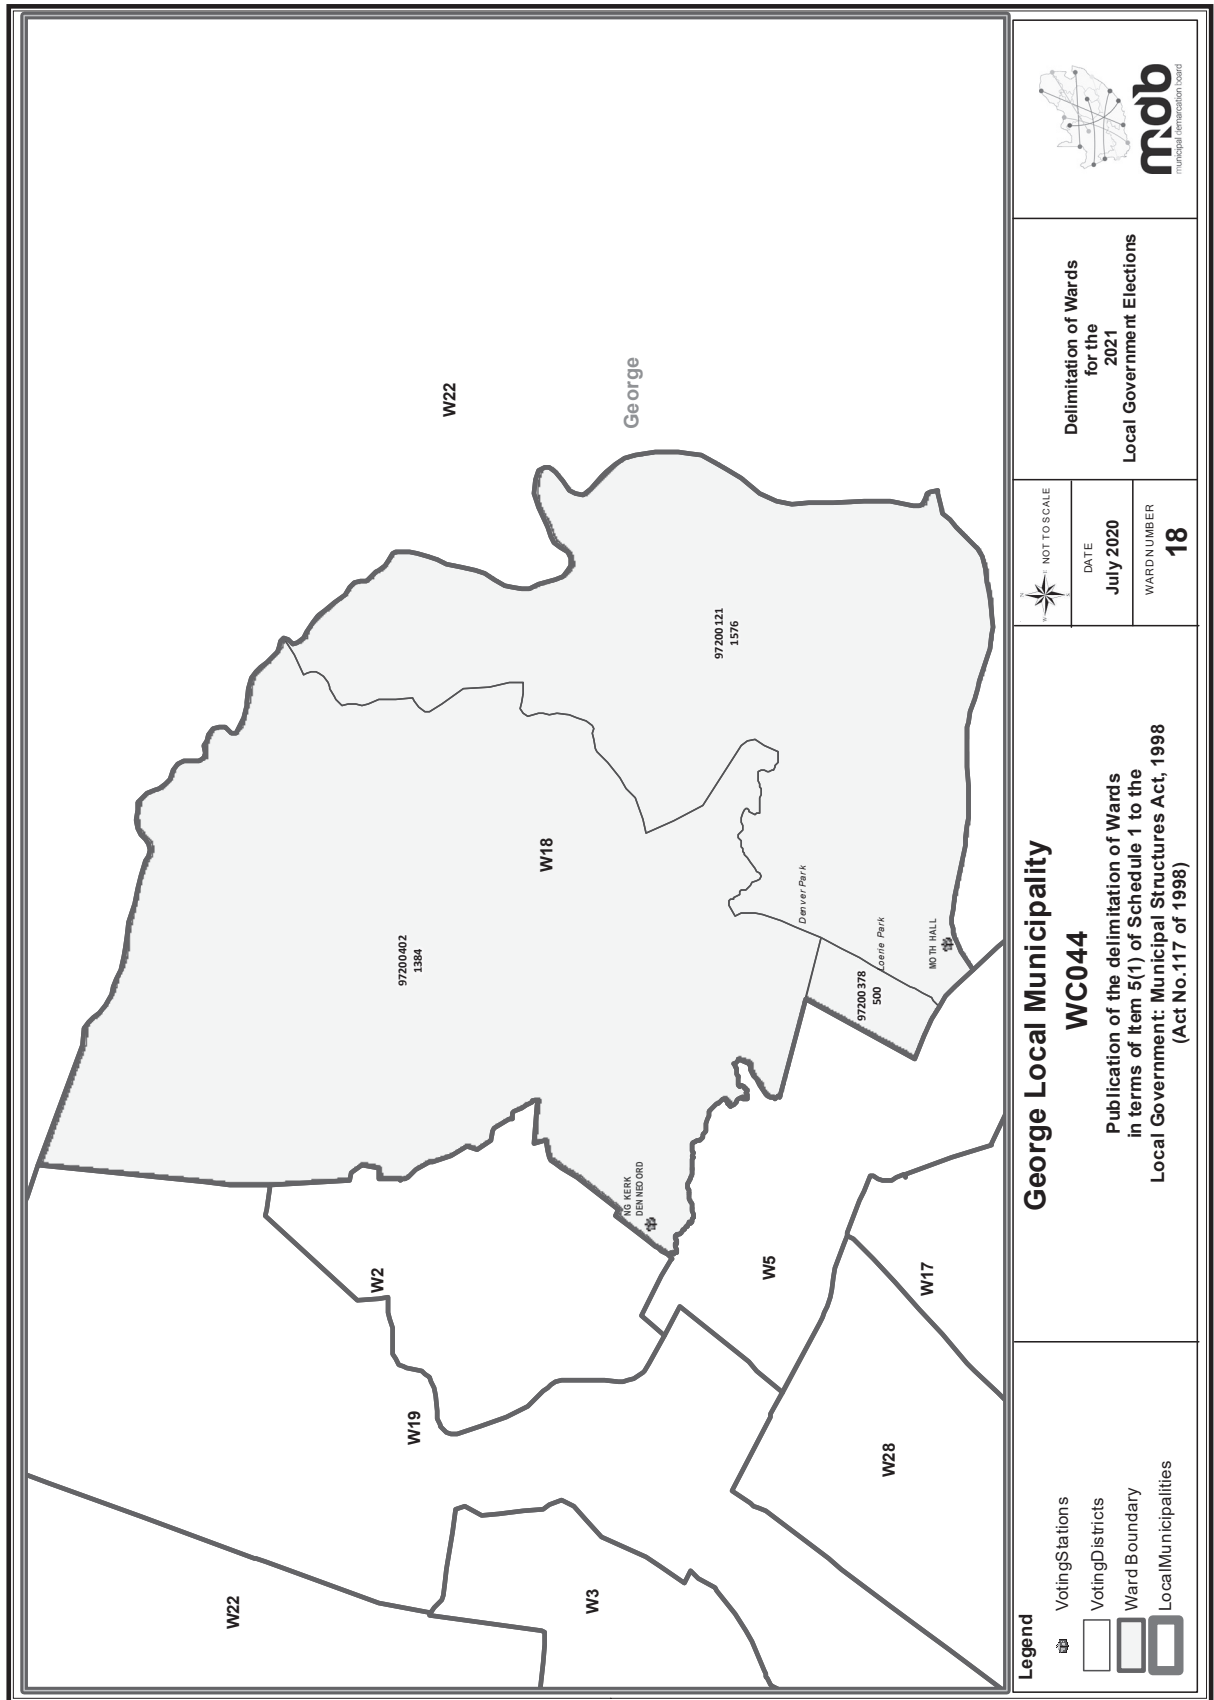 W22
George
97200121
1576
W18
97200402
1384
Denver Park
Loerie Park
MOTH HALL
97200378
500
NG KERK
DENNEOORD
W2
W5
W17
W19
W28
W22
W3
Legend
VotingStations
VotingDistricts
Ward Boundary
LocalMunicipalities
George Local Municipality
WC044
Publication of the delimitation of Wards
in terms of Item 5(1) of Schedule 1 to the
Local Government: Municipal Structures Act, 1998
(Act No.117 of 1998)
N
W E
S
NOT TO SCALE
DATE
July 2020
WARD NUMBER
18
Delimitation of Wards
for the
2021
Local Government Elections
mdb
municipal demarcation board